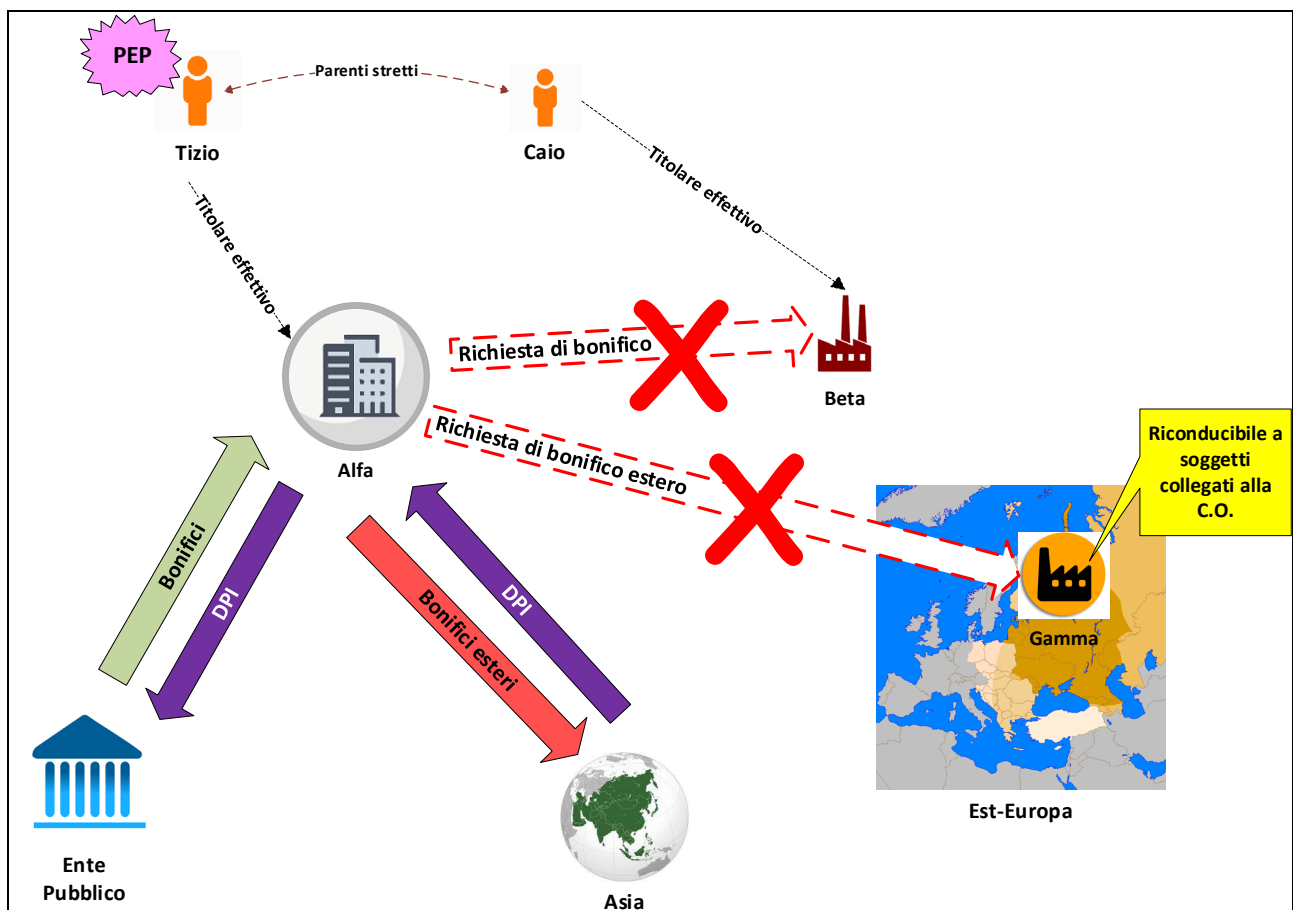 PEP
Parenti stretti
Tizio
Caio
Titolare effettivo
Titolare effettivo
Richiesta di bonifico
Beta
Richiesta di bonifico estero
Riconducibile a
soggetti
collegati alla
C.O.
Alfa
Bonifici
DPI
Bonifici esteri
DPI
Gamma
Est-Europa
Ente
Pubblico
Asia